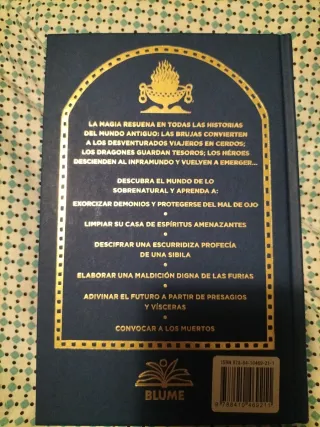 LA MAGIA RESUENA EN TODAS LAS HISTORIAS
DEL MUNDO ANTIGUO: LAS BRUJAS CONVIERTEN
A LOS DESVENTURADOS VIAJEROS EN CERDOS;
LOS DRAGONES GUARDAN TESOROS; LOS HÉROES
DESCIENDEN AL INFRAMUNDO Y VUELVEN A EMERGER...
DESCUBRA EL MUNDO DE LO
SOBRENATURAL Y APRENDA A:
EXORCIZAR DEMONIOS Y PROTEGERSE DEL MAL DE OJO
LIMPIAR SU CASA DE ESPÍRITUS AMENAZANTES
DESCIFRAR UNA ESCURRIDIZA PROFECÍA
DE UNA SIBILA
ELABORAR UNA MALDICIÓN DIGNA DE LAS FURIAS
ADIVINAR EL FUTURO A PARTIR DE PRESAGIOS
Y VÍSCERAS
CONVOCAR A LOS MUERTOS
BLUME